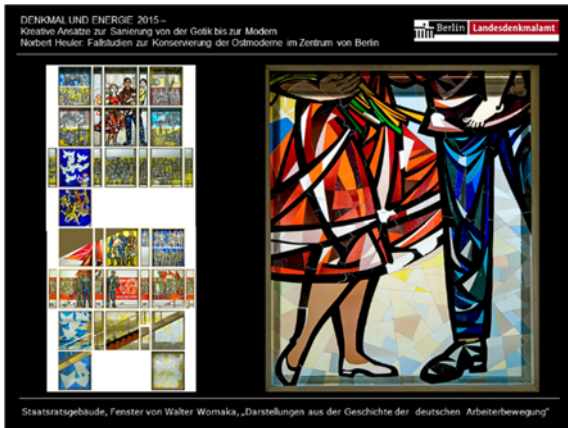 DENKMAL UND ENERGIE 2015 –
Kreative Ansätze zur Sanierung von der Gotik bis zur Modern
Norbert Heuler: Fallstudien zur Konservierung der Ostmoderne im Zentrum von Berlin
Berlin Landesdenkmalamt
Staatsratsgebäude, Fenster von Walter Womaka, „Darstellungen aus der Geschichte der deutschen Arbeiterbewegung"